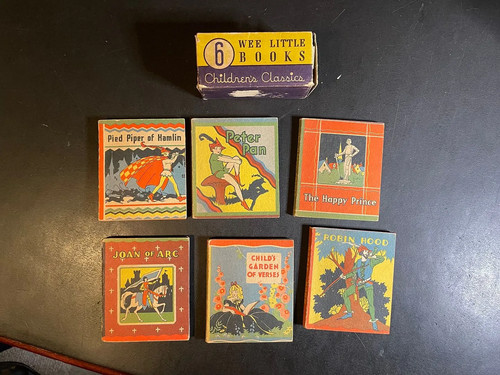 6
WEE LITTLE
BOOKS
Children's Classics
Pied Piper of Hamlin
Peter
Pan
The Happy Prince
JOAN OF ARC
CHILD'S
GARDEN
OF VERSES
ROBIN HOOD